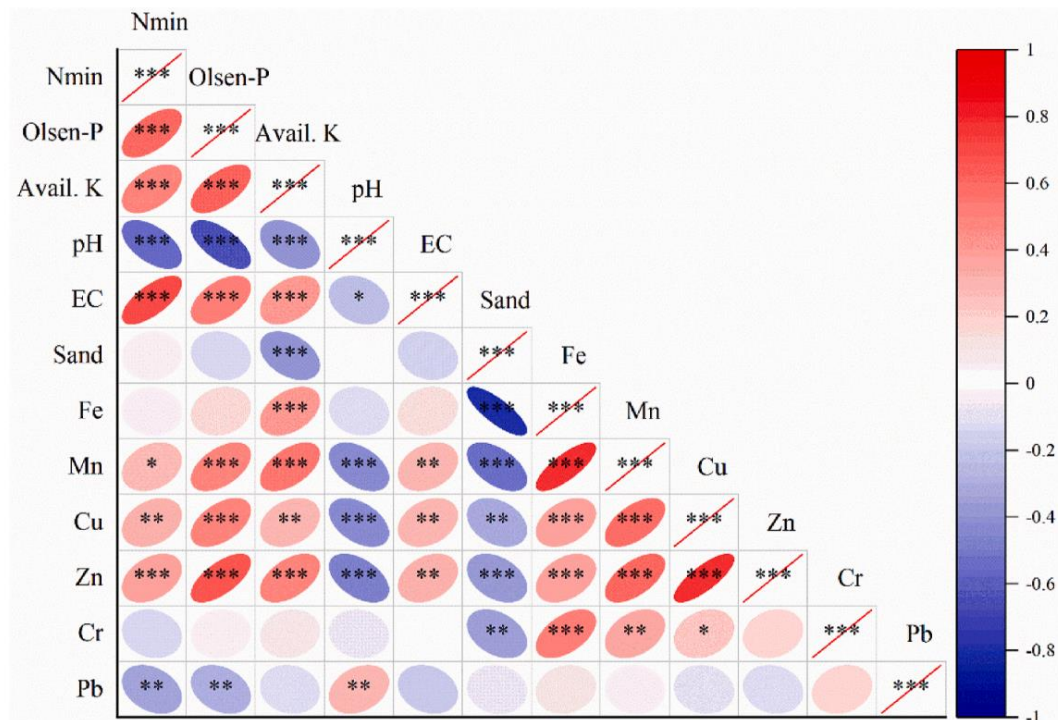 Nmin
Nmin *** Olsen-P
Olsen-P *** *** Avail. K
Avail. K *** *** *** pH
pH *** *** *** *** EC
EC *** *** *** * *** Sand
Sand *** *** Fe
Fe *** *** *** Mn
Mn * *** *** *** ** *** *** *** Cu
Cu ** *** ** *** ** ** *** *** *** Zn
Zn *** *** *** *** ** *** *** *** *** *** Cr
Cr ** *** ** * *** Pb
Pb ** ** ** ***
1
0.8
0.6
0.4
0.2
0
-0.2
-0.4
-0.6
-0.8
-1